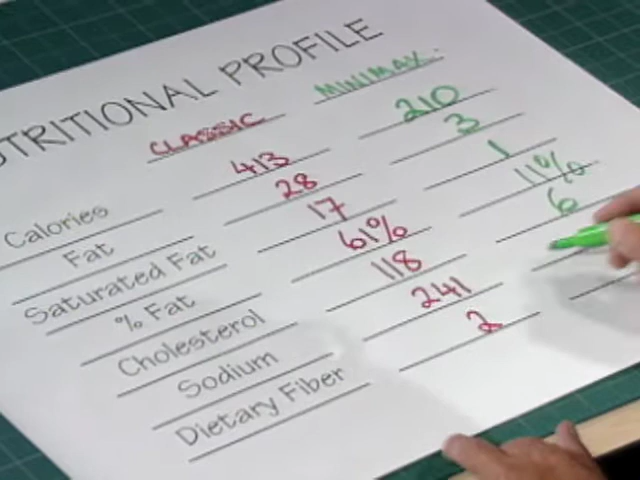 TRITIONAL PROFILE
CLASSIC MINIMAX
Calories 413 210
Fat 28 3
Saturated Fat 17 1
% Fat 61% 11%
Cholesterol 118 6
Sodium 241
Dietary Fiber 2